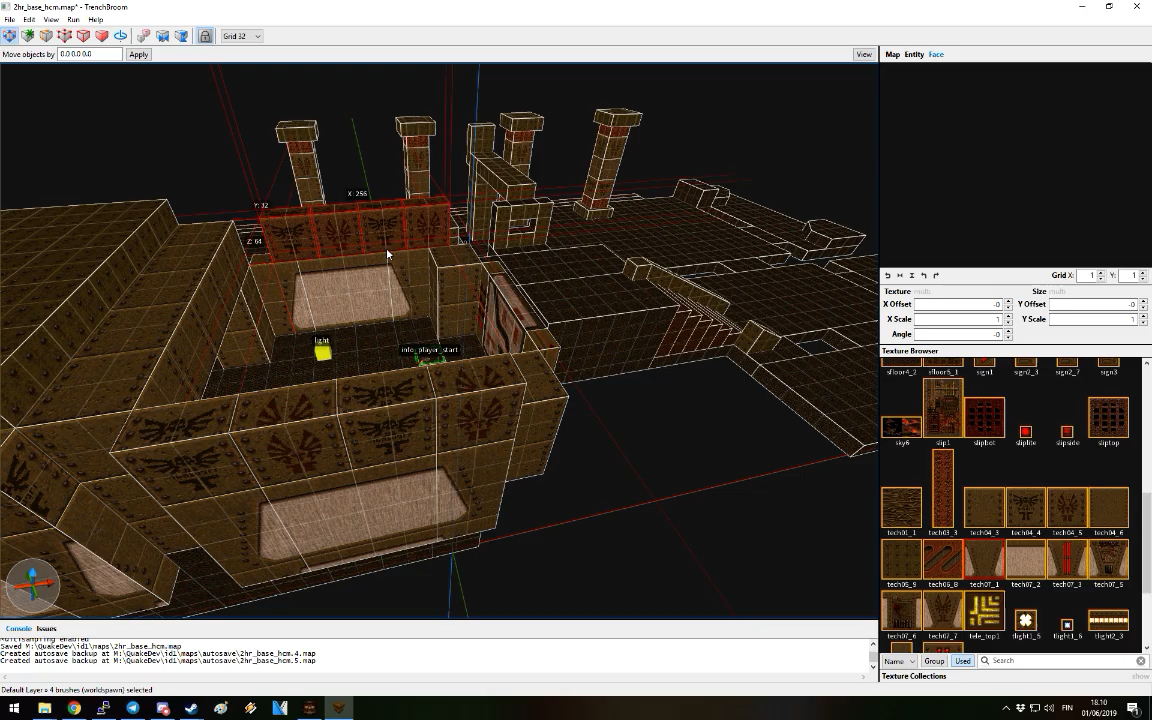 2hr_base_hcm.map* - TrenchBroom
File Edit View Run Help
Grid 32
Move objects by 0.0 0.0 0.0 Apply View
Map Entity Face
X: 256
Y: 32
Z: 64
light
info_player_start
Grid X: 1 Y: 1
Texture multi Size multi
X Offset -0 Y Offset -0
X Scale 1 Y Scale 1
Angle -0
Texture Browser
sfloor4_2 sfloor5_1 sign1 sign2_3 sign2_7 sign3
sky6 slip1 slipbot sliplite slipside sliptop
tech01_1 tech03_3 tech04_3 tech04_4 tech04_5 tech04_6
tech05_9 tech06_8 tech07_1 tech07_2 tech07_3 tech07_5
tech07_6 tech07_7 tele_top1 tlight1_5 tlight1_6 tlight2_3
Name Group Used Search
Texture Collections show
Console Issues
Multisampling enabled
Saved M:\QuakeDev\id1\maps\2hr_base_hcm.map
Created autosave backup at M:\QuakeDev\id1\maps\autosave\2hr_base_hcm.4.map
Created autosave backup at M:\QuakeDev\id1\maps\autosave\2hr_base_hcm.5.map
Default Layer » 4 brushes (worldspawn) selected
FIN
18.10
01/06/2019